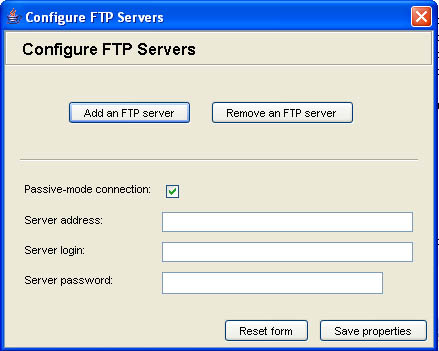 Configure FTP Servers
Configure FTP Servers
Add an FTP server
Remove an FTP server
Passive-mode connection:
Server address:
Server login:
Server password:
Reset form
Save properties